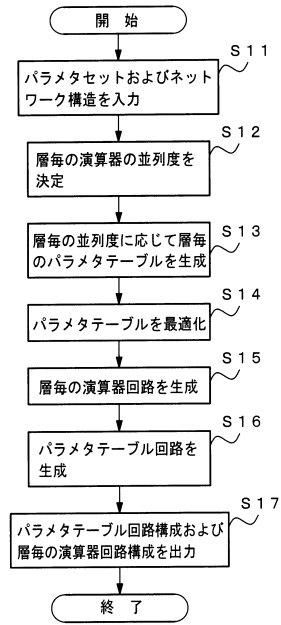 開 始
S11
パラメタセットおよびネット
ワーク構造を入力
S12
層毎の演算器の並列度を
決定
S13
層毎の並列度に応じて層毎
のパラメタテーブルを生成
S14
パラメタテーブルを最適化
S15
層毎の演算器回路を生成
S16
パラメタテーブル回路を
生成
S17
パラメタテーブル回路構成および
層毎の演算器回路構成を出力
終 了